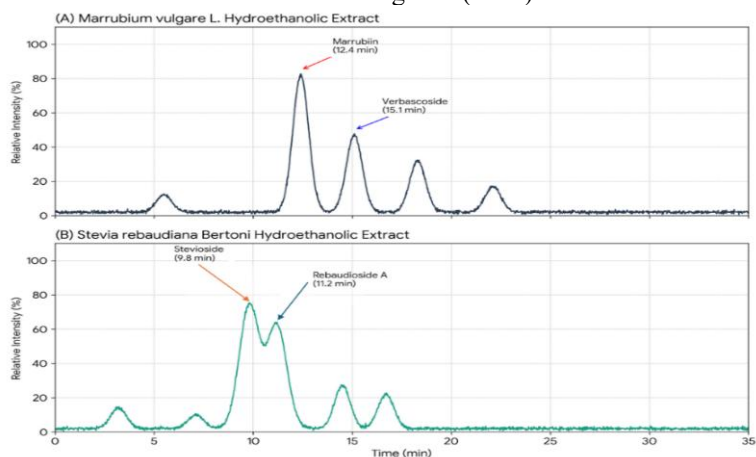 (A) Marrubium vulgare L. Hydroethanolic Extract
Relative Intensity (%)
100
80
60
40
20
0
Marrubiin
(12.4 min)
Verbascoside
(15.1 min)
(B) Stevia rebaudiana Bertoni Hydroethanolic Extract
Relative Intensity (%)
100
80
60
40
20
0
Stevioside
(9.8 min)
Rebaudioside A
(11.2 min)
0 5 10 15 20 25 30 35
Time (min)